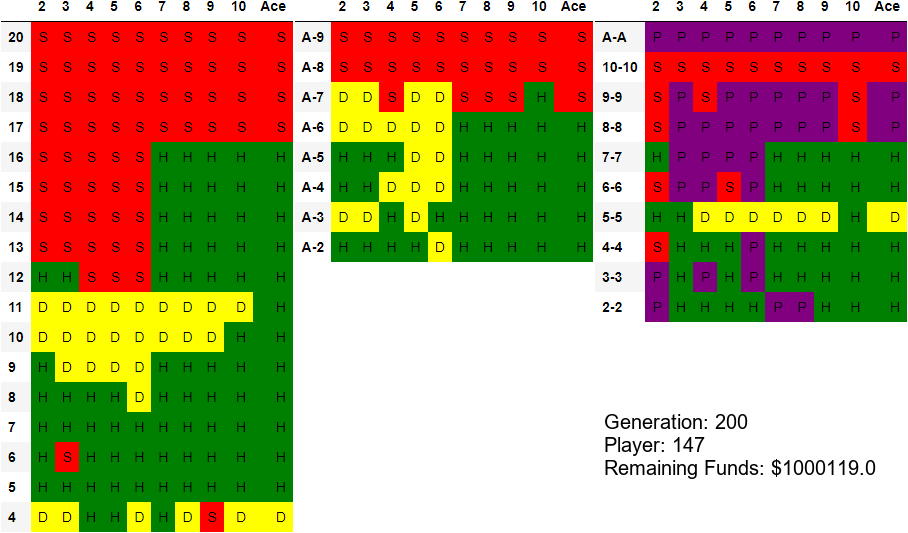 2 3 4 5 6 7 8 9 10 Ace
20 S S S S S S S S S S
19 S S S S S S S S S S
18 S S S S S S S S S S
17 S S S S S S S S S S
16 S S S S S H H H H H
15 S S S S S H H H H H
14 S S S S S H H H H H
13 S S S S S H H H H H
12 H H S S S H H H H H
11 D D D D D D D D D H
10 D D D D D D D D H H
9 H D D D D H H H H H
8 H H H H D H H H H H
7 H H H H H H H H H H
6 H S H H H H H H H H
5 H H H H H H H H H H
4 D D H H D H D S D D
2 3 4 5 6 7 8 9 10 Ace
A-9 S S S S S S S S S S
A-8 S S S S S S S S S S
A-7 D D S D D S S S H S
A-6 D D D D D H H H H H
A-5 H H H D D H H H H H
A-4 H H D D D H H H H H
A-3 D D H D H H H H H H
A-2 H H H H D H H H H H
2 3 4 5 6 7 8 9 10 Ace
A-A P P P P P P P P P P
10-10 S S S S S S S S S S
9-9 S P S P P P P P S P
8-8 S P P P P P P P S P
7-7 H P P P P H H H H H
6-6 S P P S P H H H H H
5-5 H H D D D D D D H D
4-4 S H H H P H H H H H
3-3 P H P H P H H H H H
2-2 P H H H H P P H H H
Generation: 200
Player: 147
Remaining Funds: $1000119.0